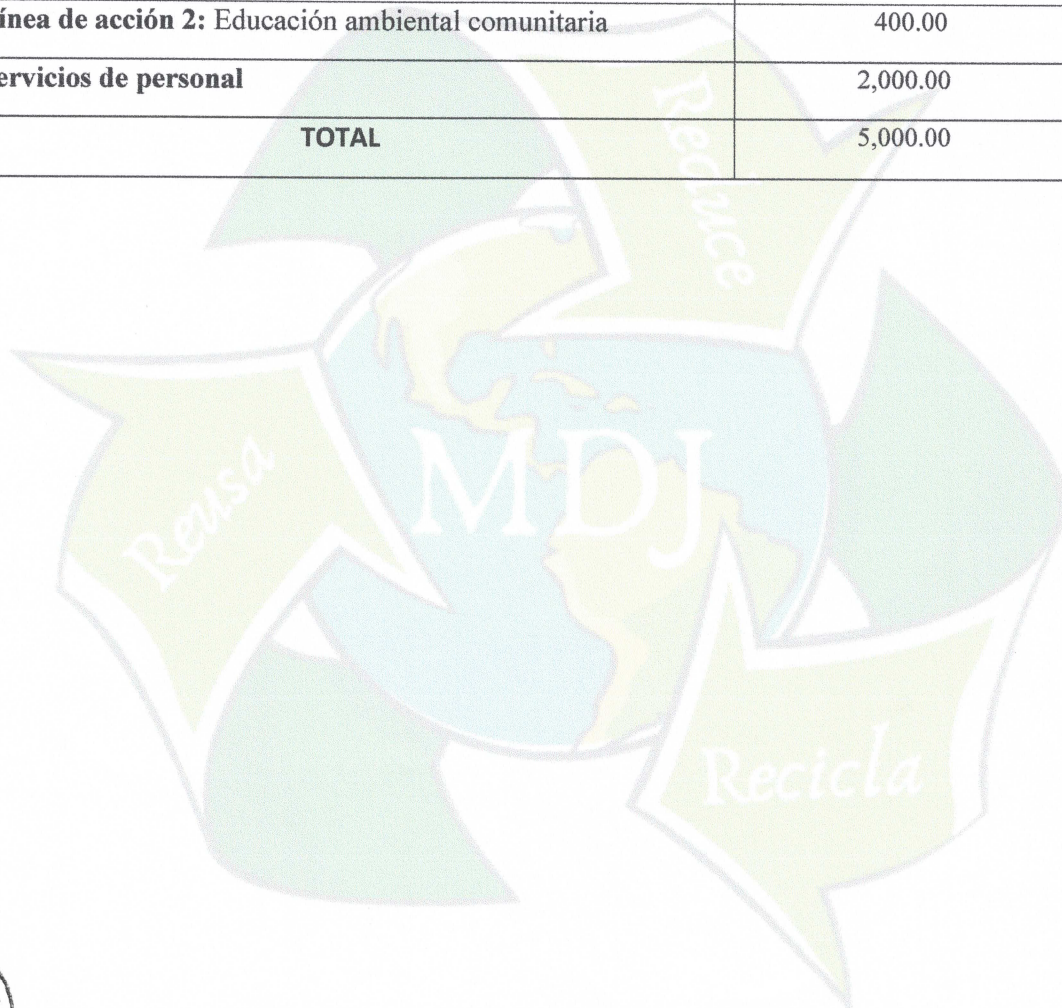 ínea de acción 2: Educación ambiental comunitaria 400.00
ervicios de personal 2,000.00
TOTAL 5,000.00
Reduce
Reusa
MDJ
Recicla